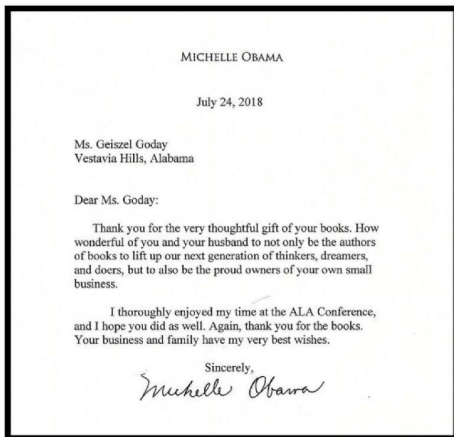 MICHELLE OBAMA
July 24, 2018
Ms. Geiszel Goday
Vestavia Hills, Alabama
Dear Ms. Goday:
Thank you for the very thoughtful gift of your books. How
wonderful of you and your husband to not only be the authors
of books to lift up our next generation of thinkers, dreamers,
and doers, but to also be the proud owners of your own small
business.
I thoroughly enjoyed my time at the ALA Conference,
and I hope you did as well. Again, thank you for the books.
Your business and family have my very best wishes.
Sincerely,
Michelle Obama